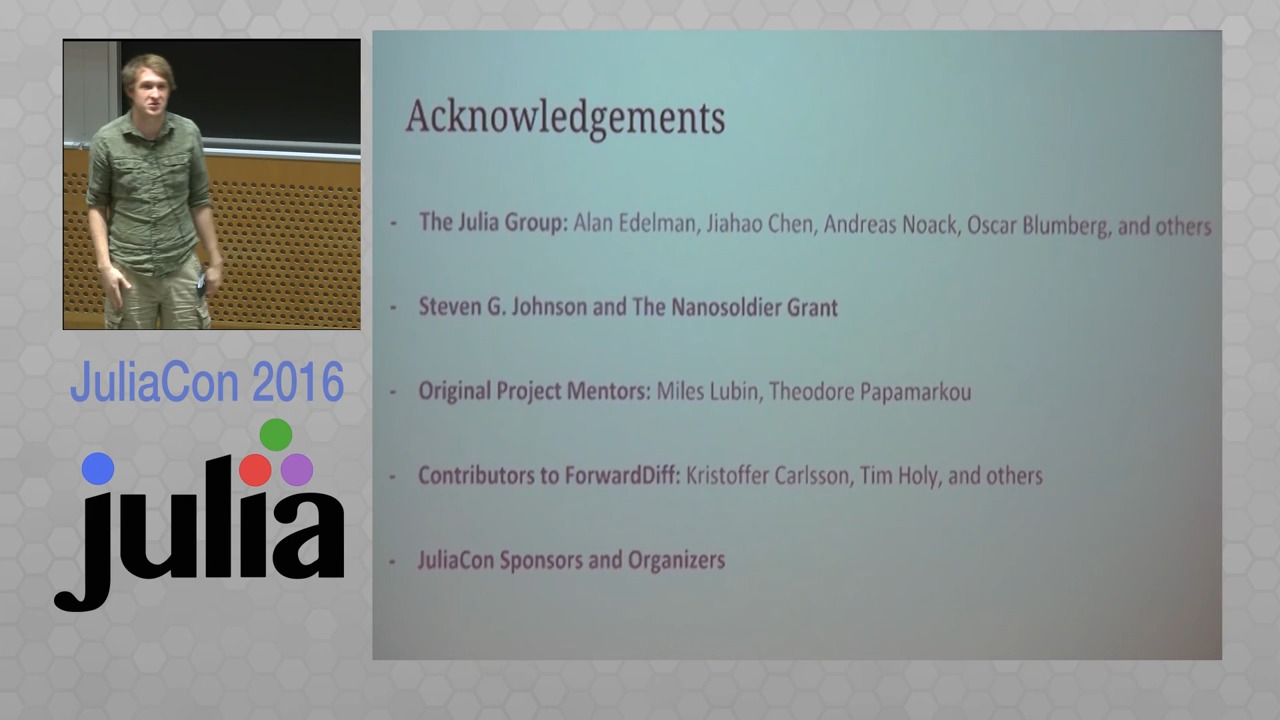 JuliaCon 2016
julia
Acknowledgements
- The Julia Group: Alan Edelman, Jiahao Chen, Andreas Noack, Oscar Blumberg, and others
- Steven G. Johnson and The Nanosoldier Grant
- Original Project Mentors: Miles Lubin, Theodore Papamarkou
- Contributors to ForwardDiff: Kristoffer Carlsson, Tim Holy, and others
- JuliaCon Sponsors and Organizers